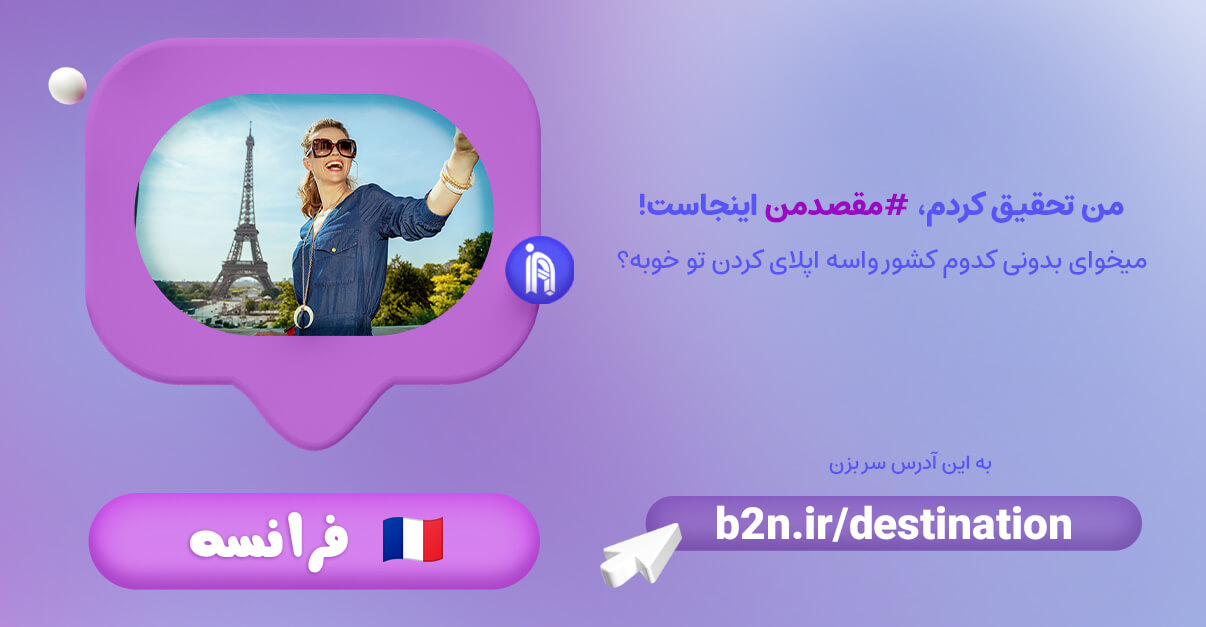 من تحقیق کردم، #مقصدمن اینجاست!
میخوای بدونی کدوم کشور واسه اپلای کردن تو خوبه؟
به این آدرس سر بزن
b2n.ir/destination
فرانسه